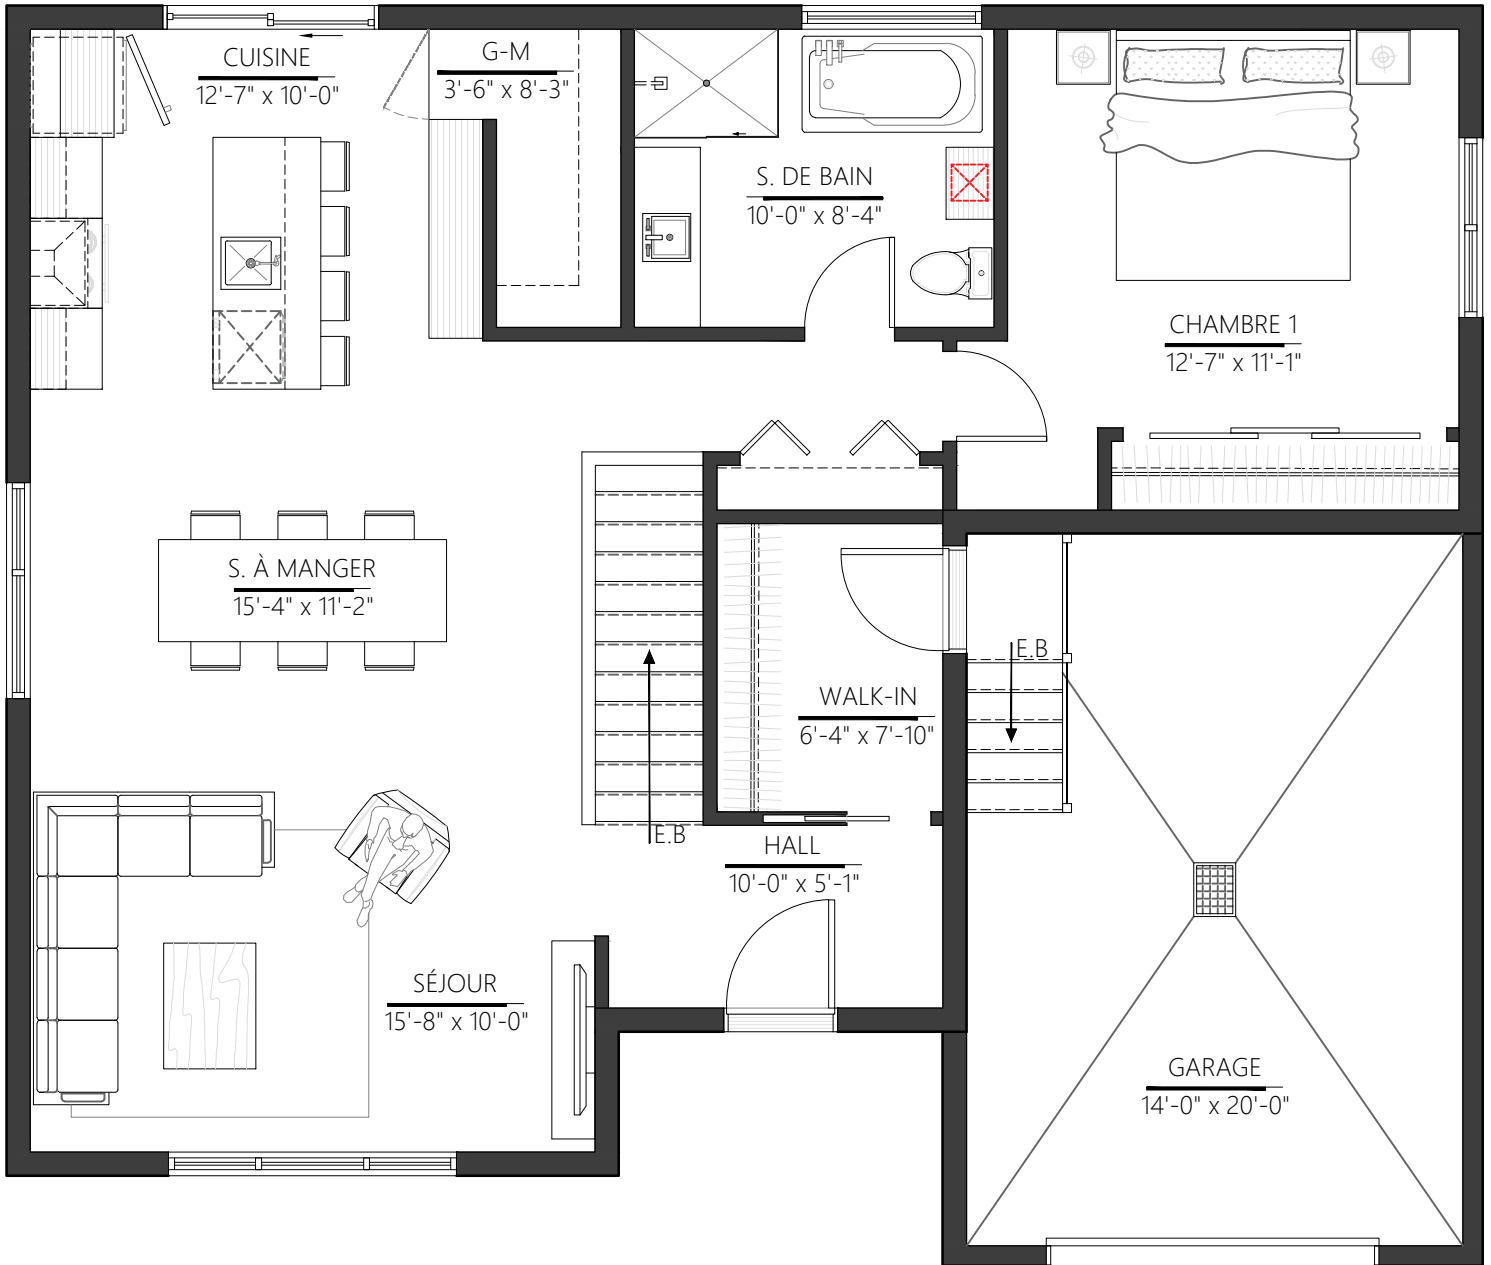 CUISINE
12'-7" x 10'-0"
G-M
3'-6" x 8'-3"
S. DE BAIN
10'-0" x 8'-4"
CHAMBRE 1
12'-7" x 11'-1"
S. À MANGER
15'-4" x 11'-2"
E.B
WALK-IN
6'-4" x 7'-10"
E.B
HALL
10'-0" x 5'-1"
SÉJOUR
15'-8" x 10'-0"
GARAGE
14'-0" x 20'-0"